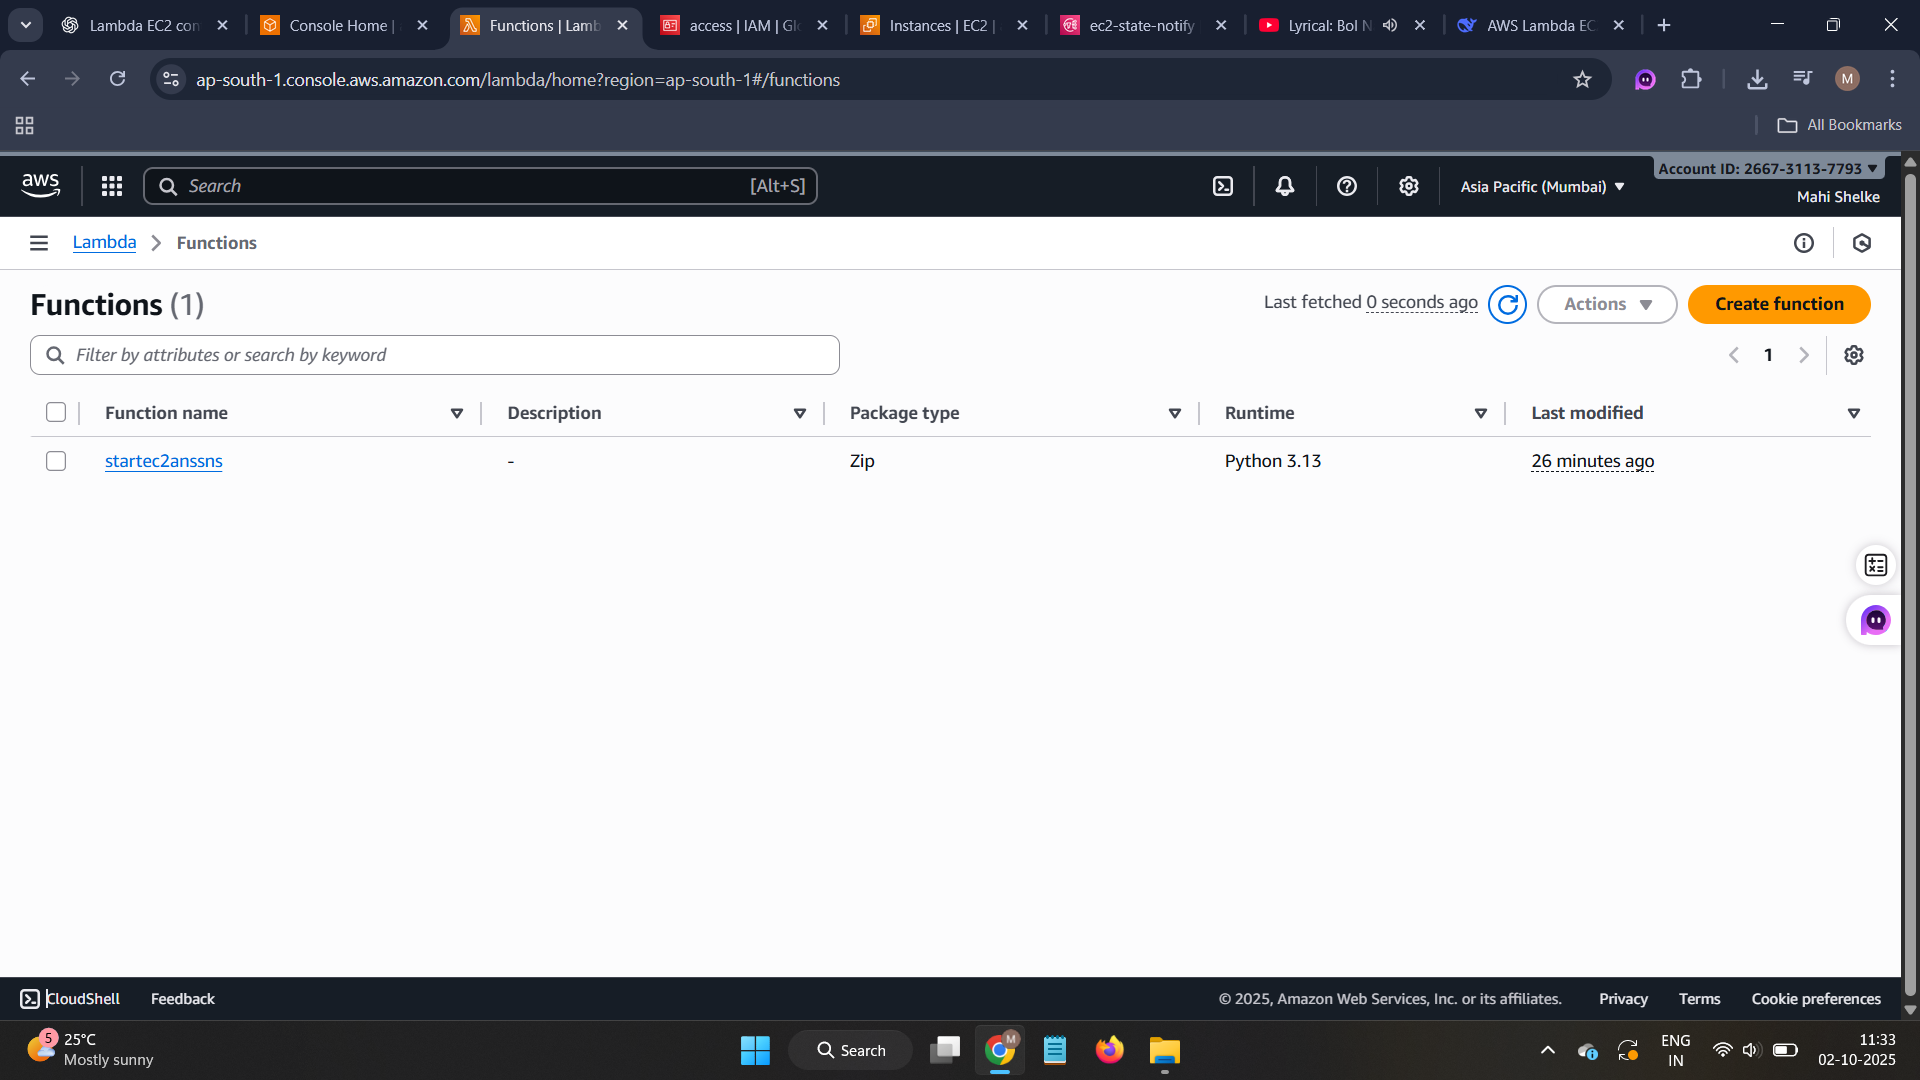 Lambda EC2 con
Console Home |
Functions | Lamb
access | IAM | Glo
Instances | EC2 |
ec2-state-notify
Lyrical: Bol N
AWS Lambda EC
ap-south-1.console.aws.amazon.com/lambda/home?region=ap-south-1#/functions
M
All Bookmarks
aws
Search
[Alt+S]
Asia Pacific (Mumbai)
Account ID: 2667-3113-7793
Mahi Shelke
Lambda
Functions
Functions (1)
Last fetched 0 seconds ago
Actions
Create function
Filter by attributes or search by keyword
1
Function name
Description
Package type
Runtime
Last modified
startec2anssns
-
Zip
Python 3.13
26 minutes ago
CloudShell
Feedback
© 2025, Amazon Web Services, Inc. or its affiliates.
Privacy
Terms
Cookie preferences
5
25°C
Mostly sunny
Search
M
ENG
IN
11:33
02-10-2025